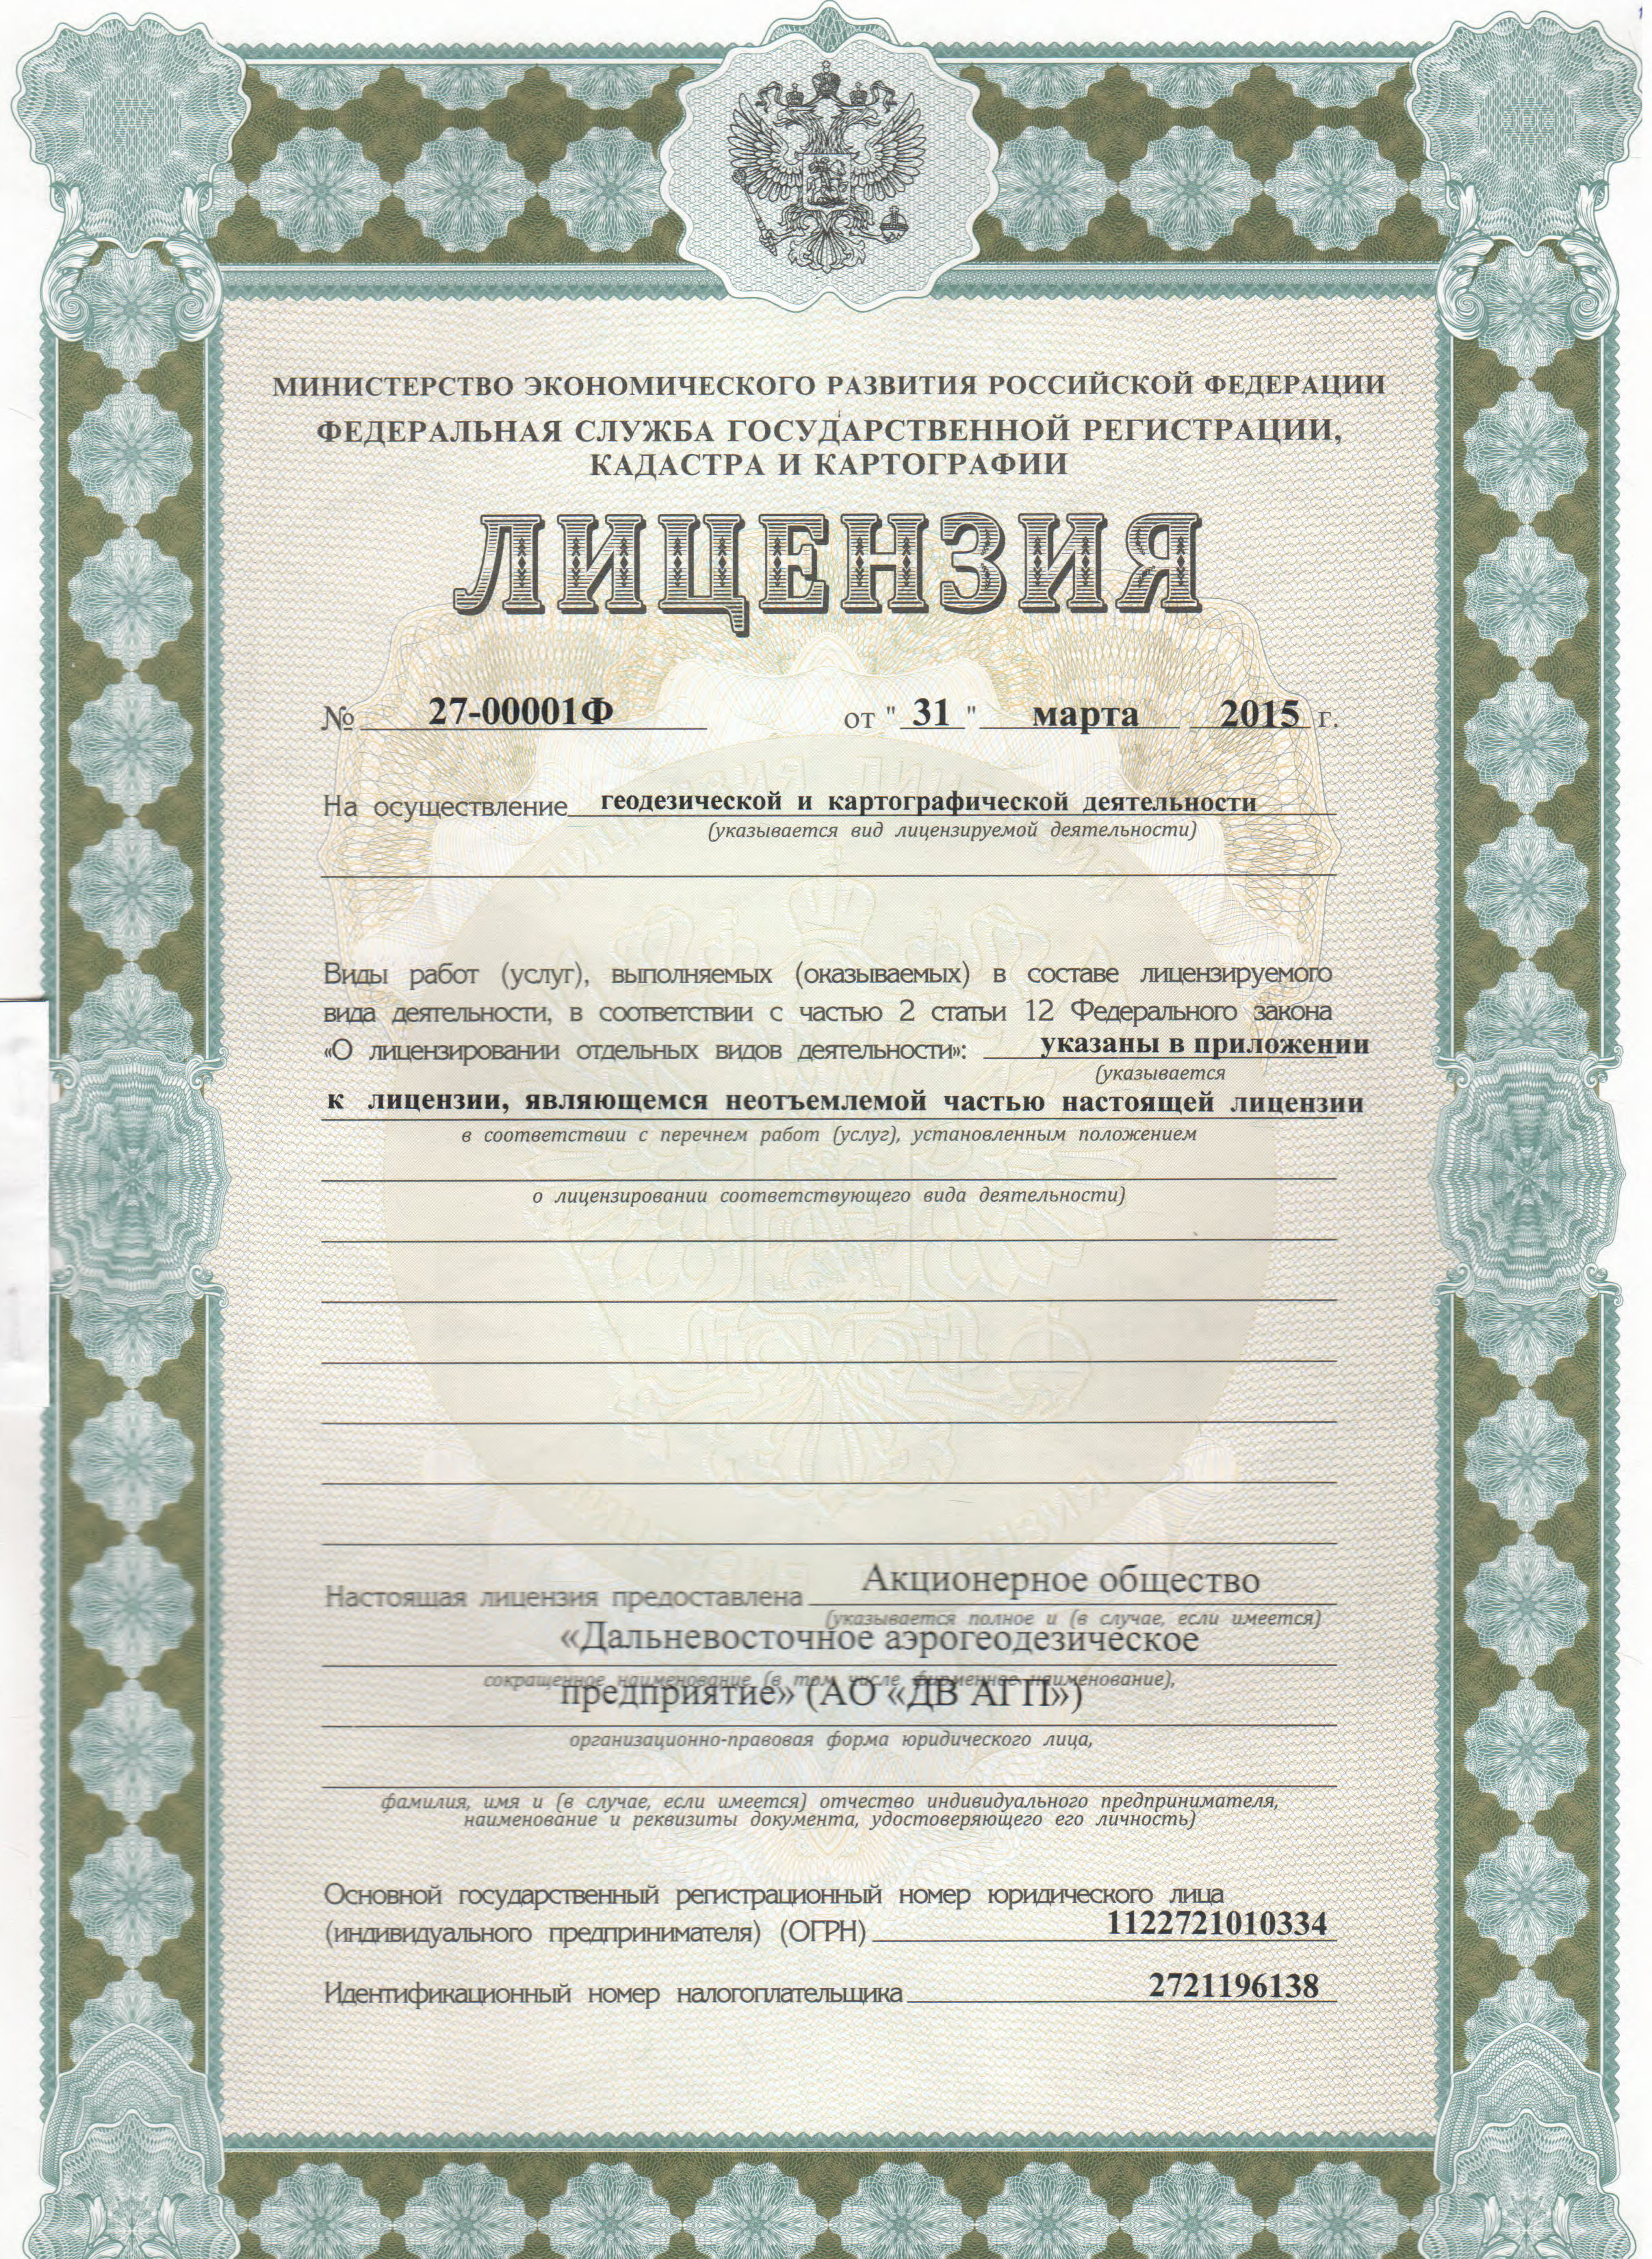 МИНИСТЕРСТВО ЭКОНОМИЧЕСКОГО РАЗВИТИЯ РОССИЙСКОЙ ФЕДЕРАЦИИ
ФЕДЕРАЛЬНАЯ СЛУЖБА ГОСУДАРСТВЕННОЙ РЕГИСТРАЦИИ,
КАДАСТРА И КАРТОГРАФИИ
ЛИЦЕНЗИЯ
№ 27-00001Ф от " 31 " марта 2015 г.
На осуществление геодезической и картографической деятельности
(указывается вид лицензируемой деятельности)
Виды работ (услуг), выполняемых (оказываемых) в составе лицензируемого
вида деятельности, в соответствии с частью 2 статьи 12 Федерального закона
«О лицензировании отдельных видов деятельности»: указаны в приложении
(указывается
к лицензии, являющемся неотъемлемой частью настоящей лицензии
в соответствии с перечнем работ (услуг), установленным положением
о лицензировании соответствующего вида деятельности)
Настоящая лицензия предоставлена Акционерное общество
(указывается полное и (в случае, если имеется)
«Дальневосточное аэрогеодезическое
сокращенное наименование (в том числе фирменное наименование),
предприятие» (АО «ДВ АГП»)
организационно-правовая форма юридического лица,
фамилия, имя и (в случае, если имеется) отчество индивидуального предпринимателя,
наименование и реквизиты документа, удостоверяющего его личность)
Основной государственный регистрационный номер юридического лица
(индивидуального предпринимателя) (ОГРН) 1122721010334
Идентификационный номер налогоплательщика 2721196138